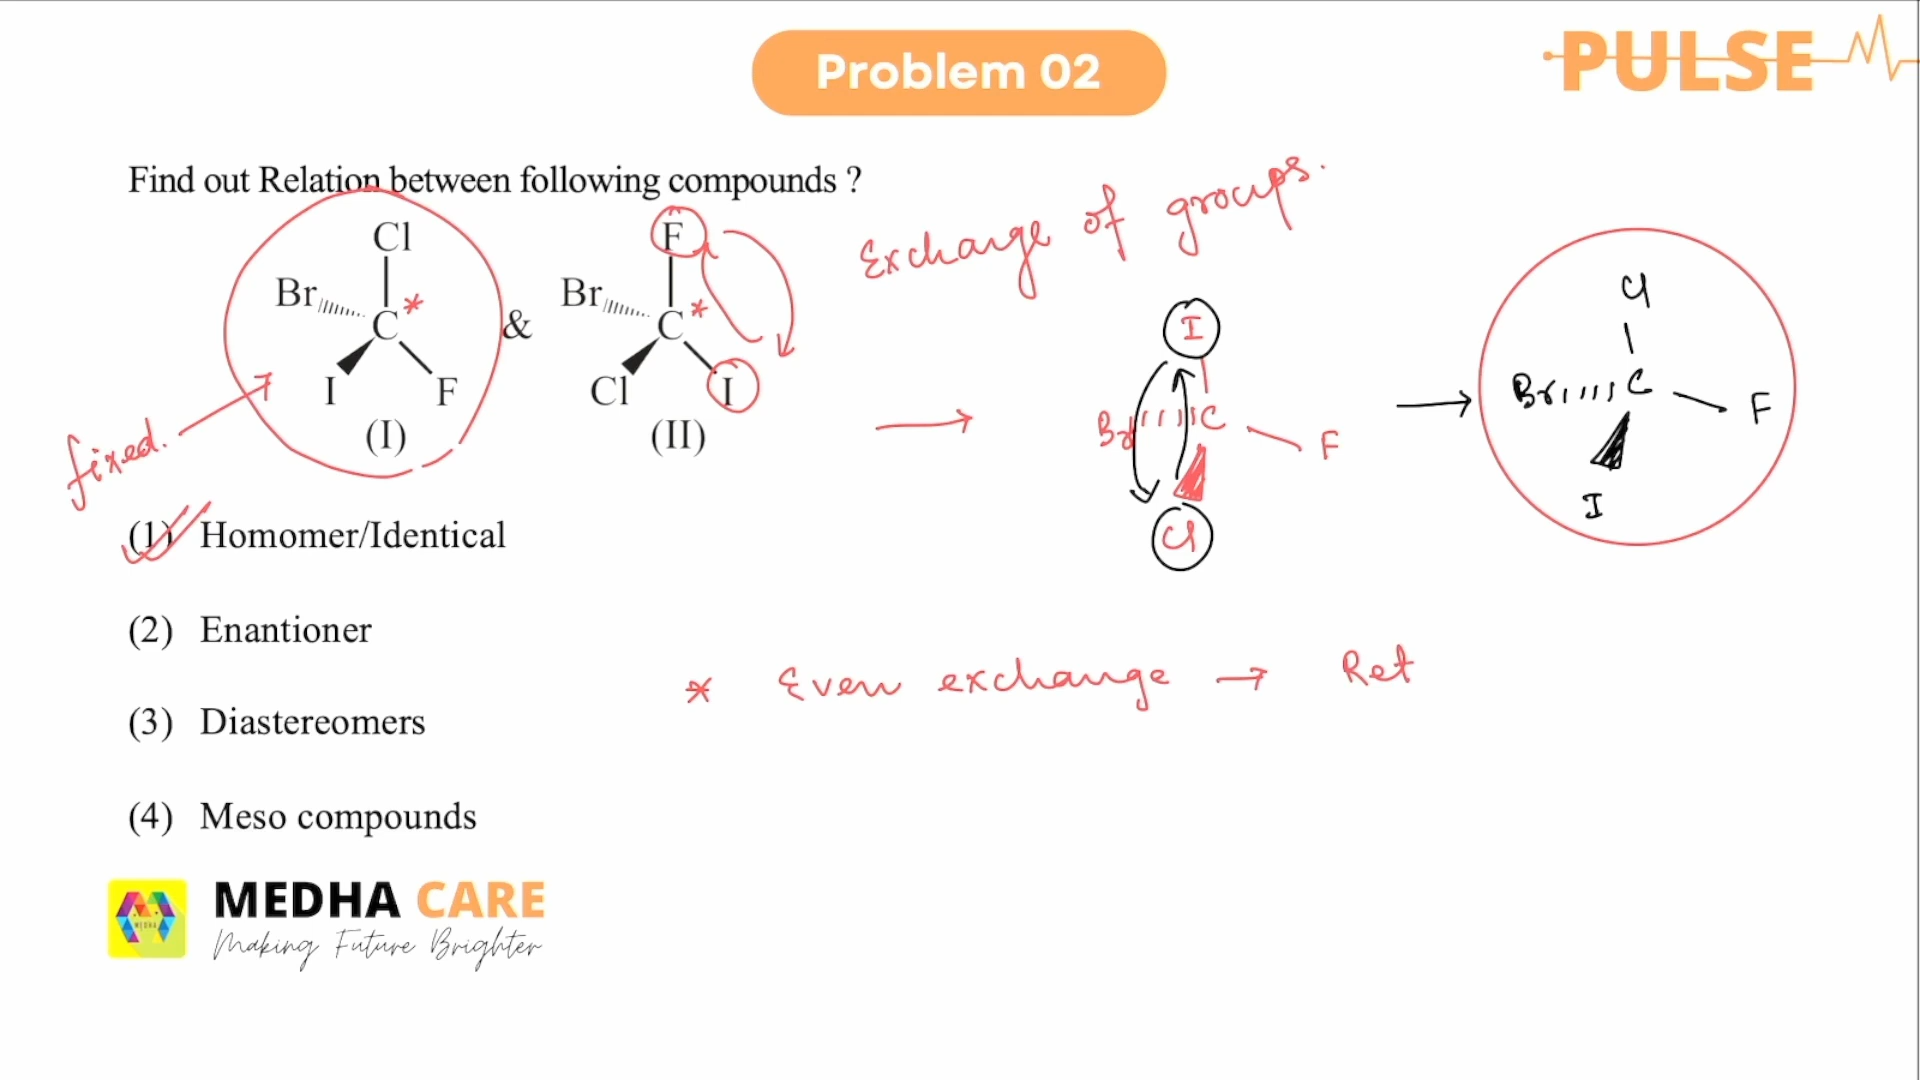 Problem 02
PULSE
Find out Relation between following compounds ?
Exchange of groups.
Cl
Br
C *
I F
(I)
&
F
Br
C *
Cl I
(II)
fixed.
I
Br C F
Cl
Cl
Br C F
I
(1) Homomer/Identical
(2) Enantioner
(3) Diastereomers
(4) Meso compounds
* Even exchange → Ret
MEDHA
MEDHA CARE
Making Future Brighter